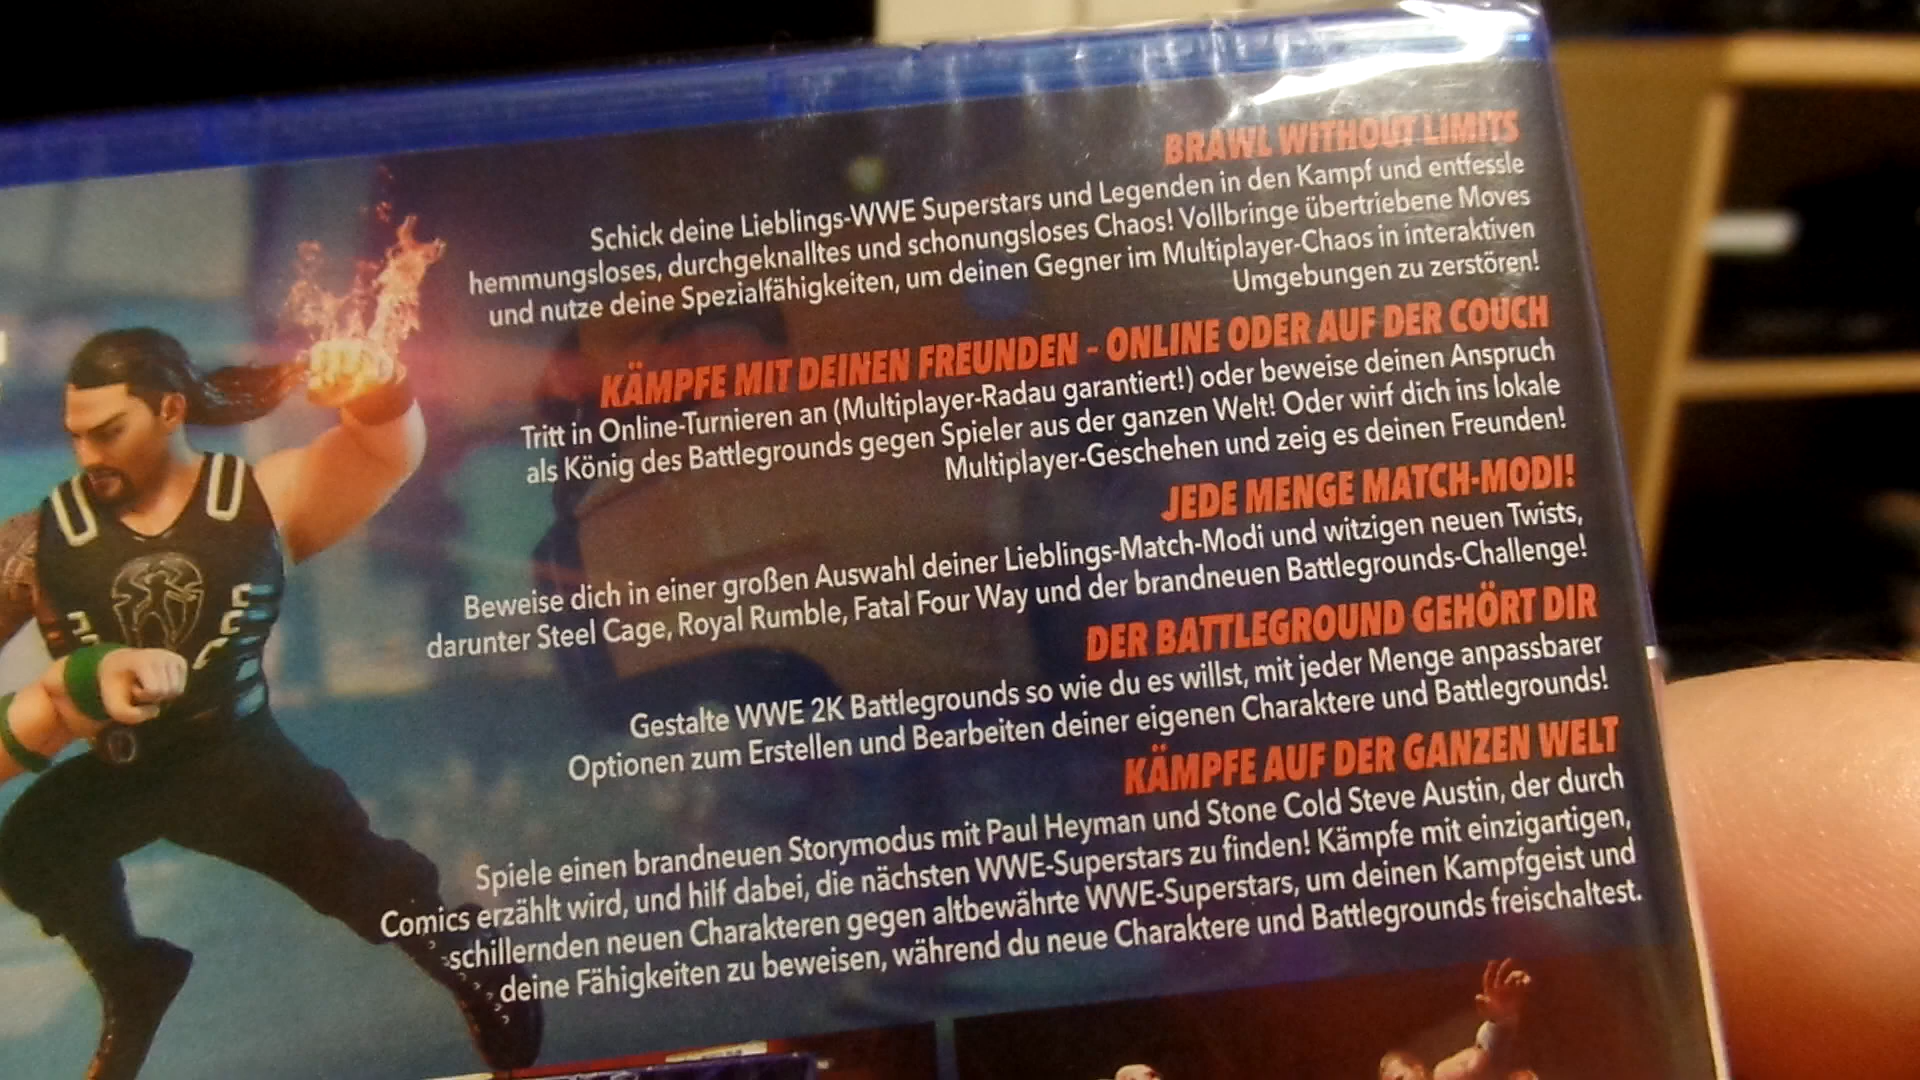 BRAWL WITHOUT LIMITS
Schick deine Lieblings-WWE Superstars und Legenden in den Kampf und entfessle
hemmungsloses, durchgeknalltes und schonungsloses Chaos! Vollbringe übertriebene Moves
und nutze deine Spezialfähigkeiten, um deinen Gegner im Multiplayer-Chaos in interaktiven
Umgebungen zu zerstören!
KÄMPFE MIT DEINEN FREUNDEN - ONLINE ODER AUF DER COUCH
Tritt in Online-Turnieren an (Multiplayer-Radau garantiert!) oder beweise deinen Anspruch
als König des Battlegrounds gegen Spieler aus der ganzen Welt! Oder wirf dich ins lokale
Multiplayer-Geschehen und zeig es deinen Freunden!
JEDE MENGE MATCH-MODI!
Beweise dich in einer großen Auswahl deiner Lieblings-Match-Modi und witzigen neuen Twists,
darunter Steel Cage, Royal Rumble, Fatal Four Way und der brandneuen Battlegrounds-Challenge!
DER BATTLEGROUND GEHÖRT DIR
Gestalte WWE 2K Battlegrounds so wie du es willst, mit jeder Menge anpassbarer
Optionen zum Erstellen und Bearbeiten deiner eigenen Charaktere und Battlegrounds!
KÄMPFE AUF DER GANZEN WELT
Spiele einen brandneuen Storymodus mit Paul Heyman und Stone Cold Steve Austin, der durch
Comics erzählt wird, und hilf dabei, die nächsten WWE-Superstars zu finden! Kämpfe mit einzigartigen,
schillernden neuen Charakteren gegen altbewährte WWE-Superstars, um deinen Kampfgeist und
deine Fähigkeiten zu beweisen, während du neue Charaktere und Battlegrounds freischaltest.